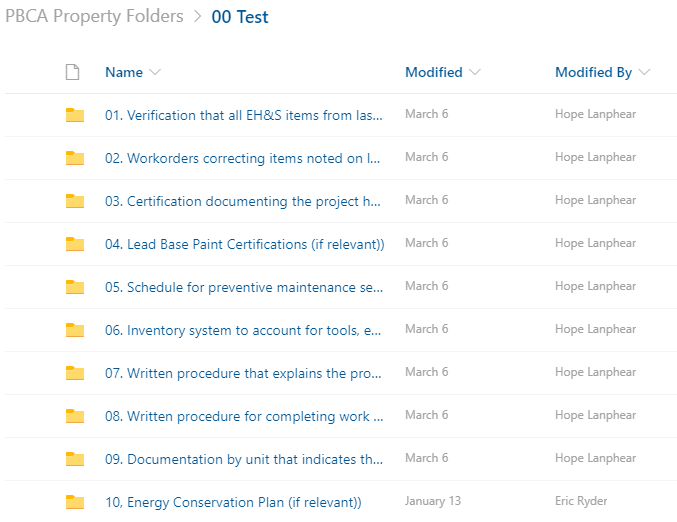 PBCA Property Folders > 00 Test
Name Modified Modified By
01. Verification that all EH&S items from las... March 6 Hope Lanphear
02. Workorders correcting items noted on l... March 6 Hope Lanphear
03. Certification documenting the project h... March 6 Hope Lanphear
04. Lead Base Paint Certifications (if relevant)) March 6 Hope Lanphear
05. Schedule for preventive maintenance se... March 6 Hope Lanphear
06. Inventory system to account for tools, e... March 6 Hope Lanphear
07. Written procedure that explains the pro... March 6 Hope Lanphear
08. Written procedure for completing work ... March 6 Hope Lanphear
09. Documentation by unit that indicates th... March 6 Hope Lanphear
10, Energy Conservation Plan (if relevant)) January 13 Eric Ryder